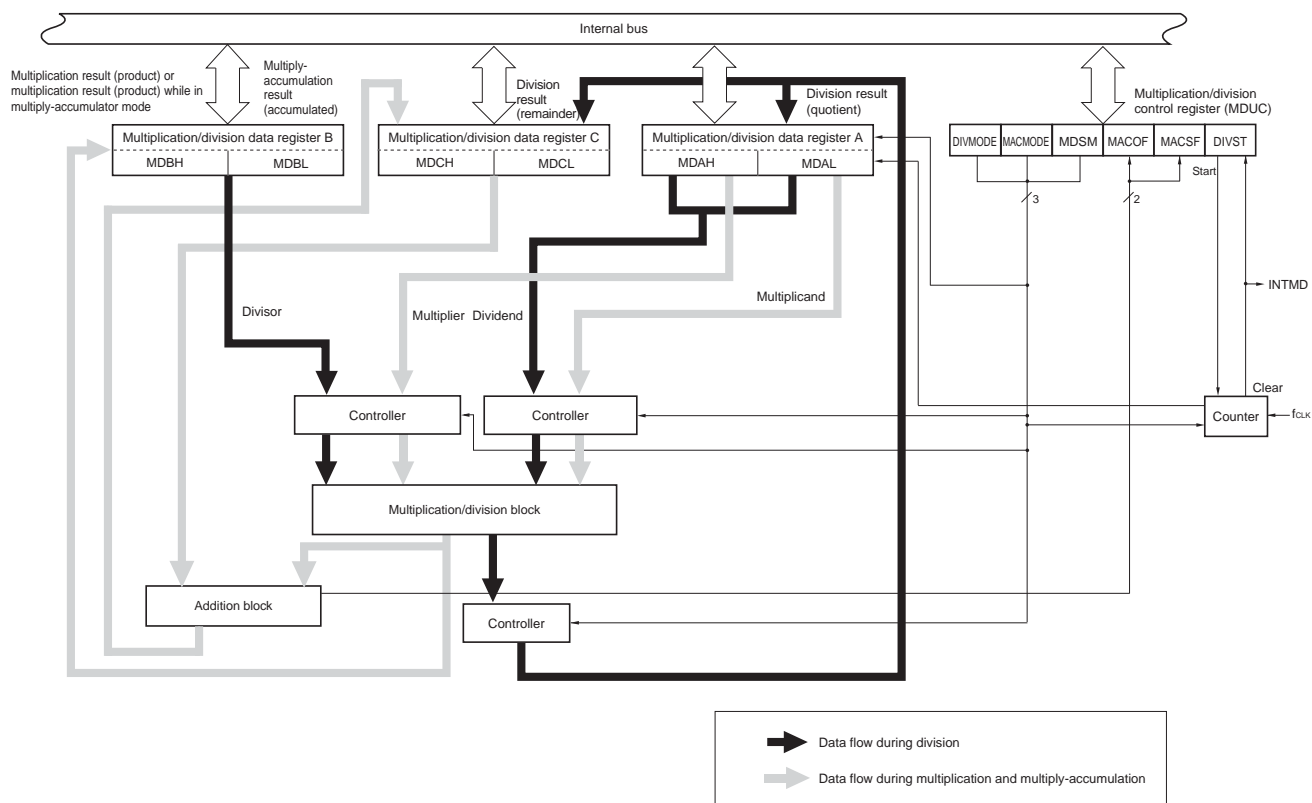 Internal bus
Multiplication result (product) or
multiplication result (product) while in
multiply-accumulator mode
Multiply-
accumulation
result
(accumulated)
Division
result
(remainder)
Division result
(quotient)
Multiplication/division
control register (MDUC)
Multiplication/division data register B
MDBH
MDBL
Multiplication/division data register C
MDCH
MDCL
Multiplication/division data register A
MDAH
MDAL
DIVMODE
MACMODE
MDSM
MACOF
MACSF
DIVST
Start
3
2
INTMD
Divisor
Multiplier
Dividend
Multiplicand
Clear
Controller
Controller
Counter
fCLK
Multiplication/division block
Addition block
Controller
Data flow during division
Data flow during multiplication and multiply-accumulation